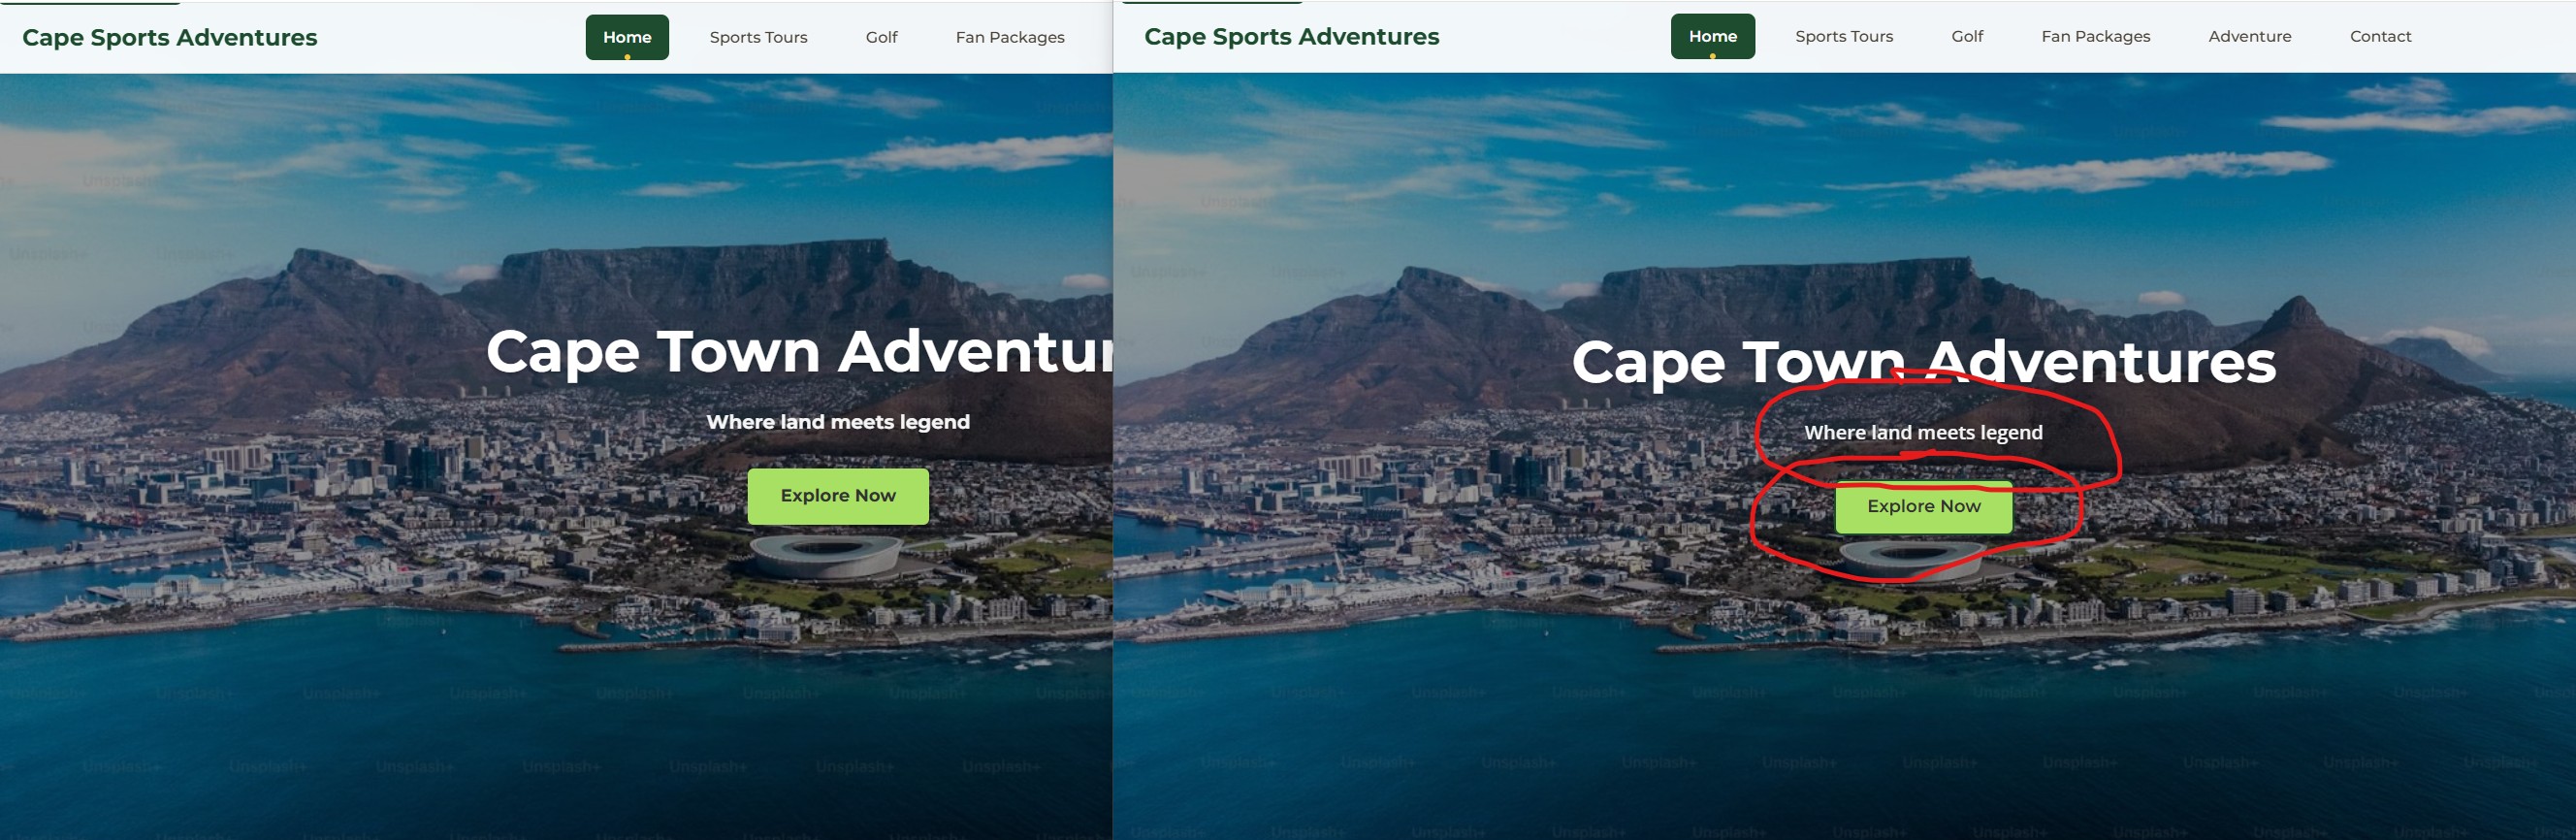 Cape Sports Adventures
Home Sports Tours Golf Fan Packages
Cape Town Adventur
Where land meets legend
Explore Now
Cape Sports Adventures
Home Sports Tours Golf Fan Packages Adventure Contact
Cape Town Adventures
Where land meets legend
Explore Now
Unsplash+